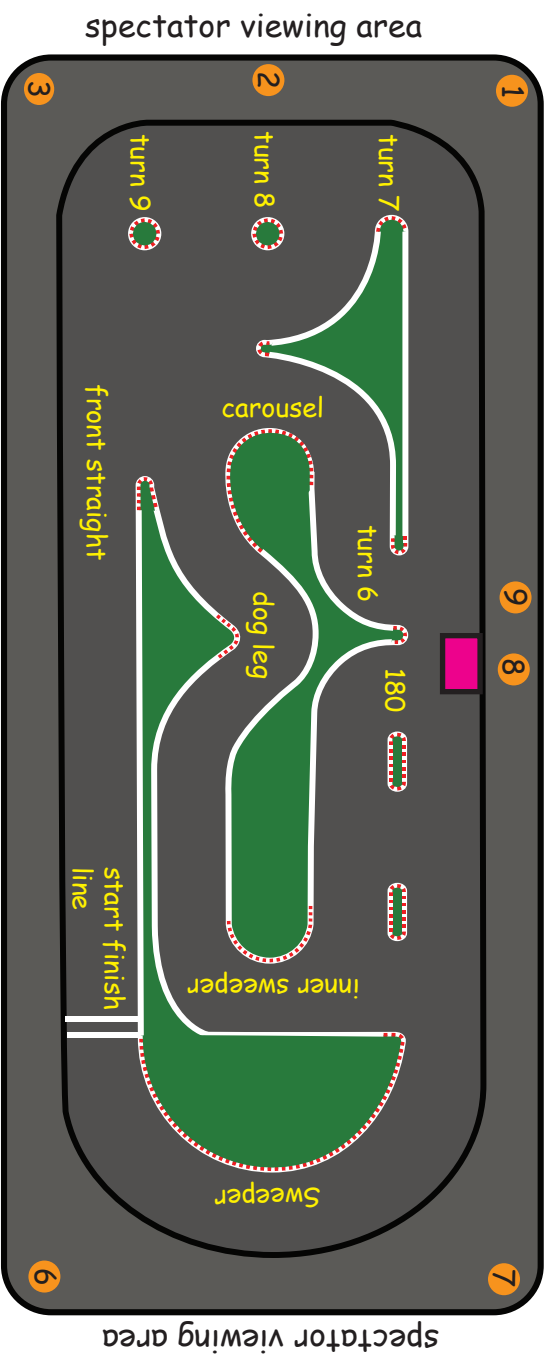 spectator viewing area
3
2
1
turn 9
turn 8
turn 7
carousel
front straight
turn 6
dog leg
9
8
180
start finish
line
inner sweeper
Sweeper
6
7
spectator viewing area